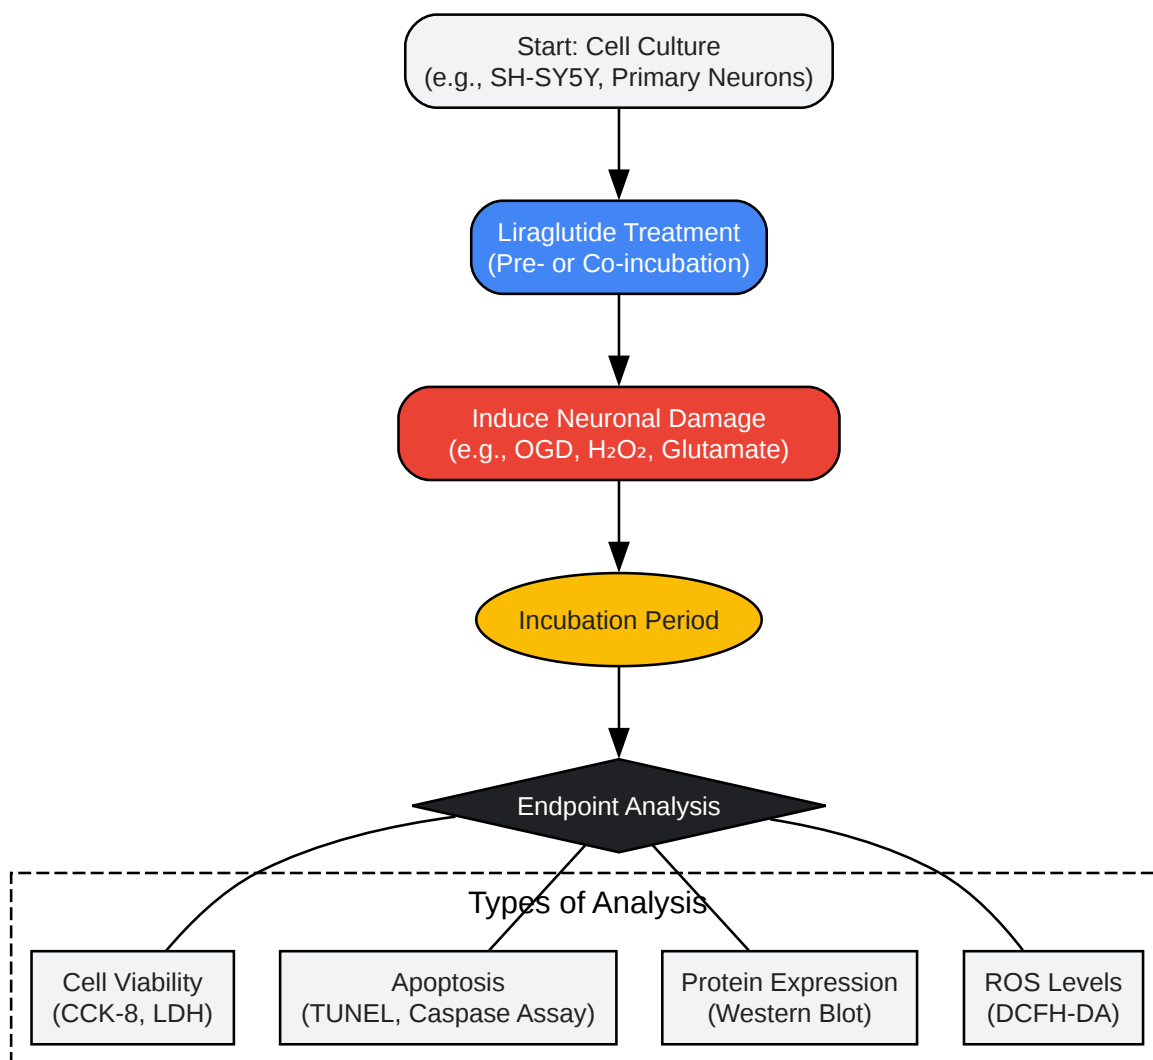 Start: Cell Culture
(e.g., SH-SY5Y, Primary Neurons)
Liraglutide Treatment
(Pre- or Co-incubation)
Induce Neuronal Damage
(e.g., OGD, H₂O₂, Glutamate)
Incubation Period
Endpoint Analysis
Types of Analysis
Cell Viability
(CCK-8, LDH)
Apoptosis
(TUNEL, Caspase Assay)
Protein Expression
(Western Blot)
ROS Levels
(DCFH-DA)